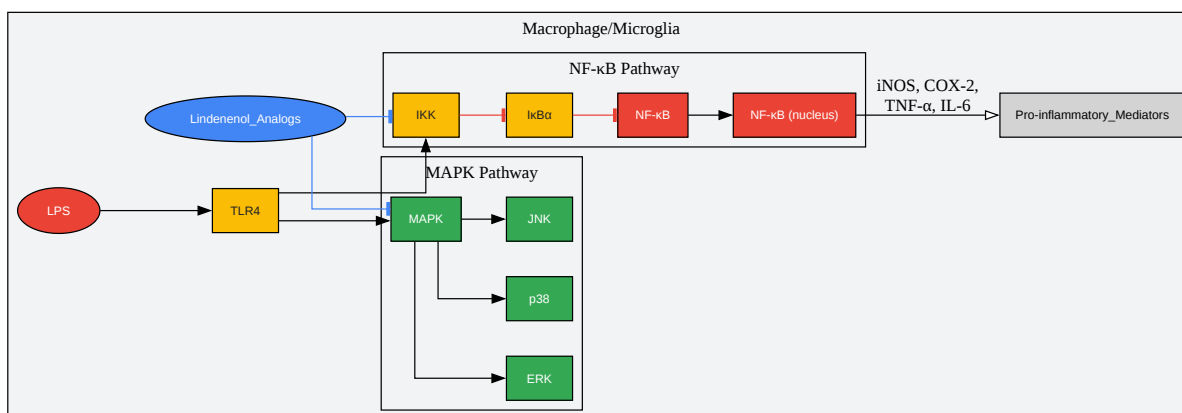 Macrophage/Microglia
NF-κB Pathway
iNOS, COX-2,
TNF-α, IL-6
Lindenenol_Analogs
IKK
IκBα
NF-κB
NF-κB (nucleus)
Pro-inflammatory_Mediators
MAPK Pathway
LPS
TLR4
MAPK
JNK
p38
ERK